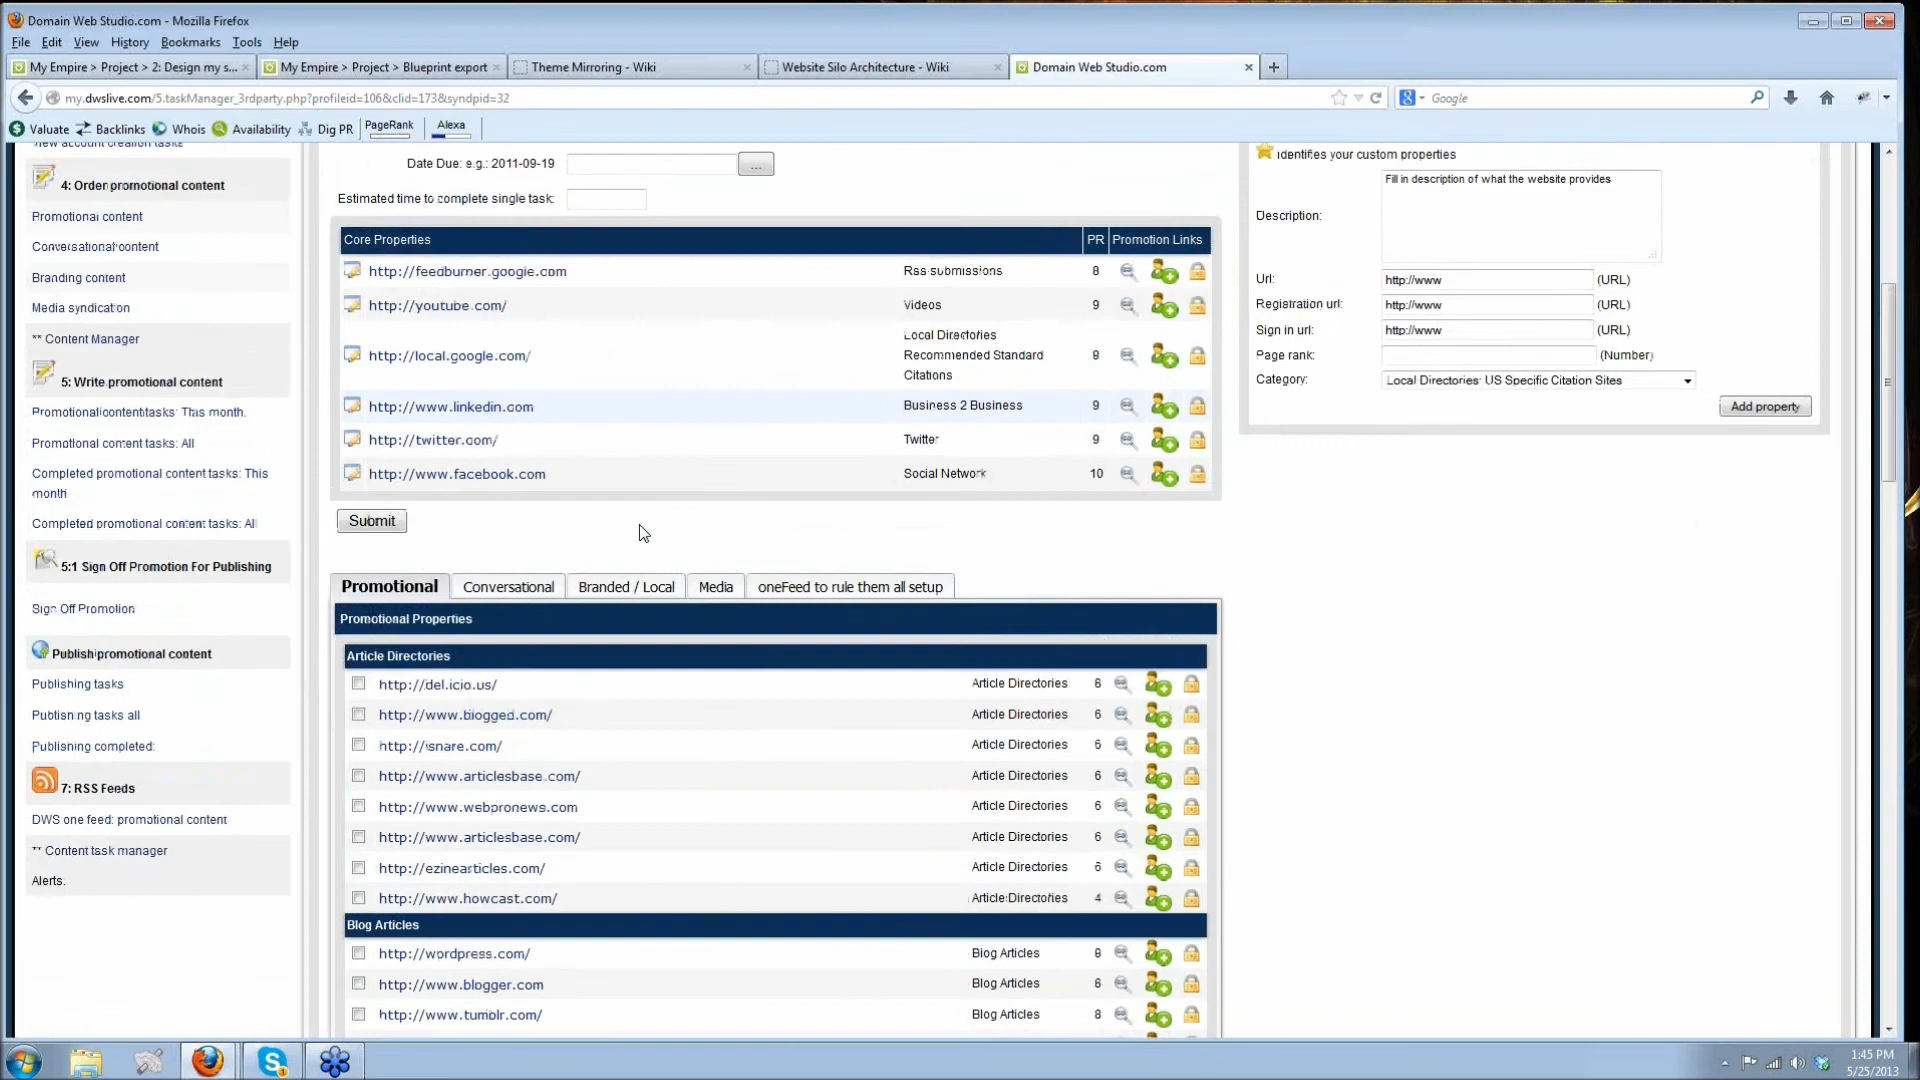 Domain Web Studio.com - Mozilla Firefox
File Edit View History Bookmarks Tools Help
My Empire > Project > 2: Design my s...
My Empire > Project > Blueprint export
Theme Mirroring - Wiki
Website Silo Architecture - Wiki
Domain Web Studio.com
my.dwslive.com/5.taskManager_3rdparty.php?profileid=106&clid=173&syndpid=32
Google
Valuate Backlinks Whois Availability Dig PR PageRank Alexa
View account creation tasks
4: Order promotional content
Promotional content
Conversational content
Branding content
Media syndication
** Content Manager
5: Write promotional content
Promotional content tasks: This month.
Promotional content tasks: All
Completed promotional content tasks: This
month
Completed promotional content tasks: All
5:1 Sign Off Promotion For Publishing
Sign Off Promotion
Publish promotional content
Publishing tasks
Publishing tasks all
Publishing completed:
7: RSS Feeds
DWS one feed: promotional content
** Content task manager
Alerts.
Date Due: e.g.: 2011-09-19
...
Estimated time to complete single task:
Core Properties PR Promotion Links
http://feedburner.google.com Rss submissions 8
http://youtube.com/ Videos 9
http://local.google.com/ Local Directories
Recommended Standard
Citations 9
http://www.linkedin.com Business 2 Business 9
http://twitter.com/ Twitter 9
http://www.facebook.com Social Network 10
Submit
Promotional Conversational Branded / Local Media oneFeed to rule them all setup
Promotional Properties
Article Directories
http://del.icio.us/ Article Directories 6
http://www.blogged.com/ Article Directories 6
http://isnare.com/ Article Directories 6
http://www.articlesbase.com/ Article Directories 6
http://www.webpronews.com Article Directories 6
http://www.articlesbase.com/ Article Directories 6
http://ezinearticles.com/ Article Directories 6
http://www.howcast.com/ Article Directories 4
Blog Articles
http://wordpress.com/ Blog Articles
http://www.blogger.com Blog Articles
http://www.tumblr.com/ Blog Articles 8
Identifies your custom properties
Description: Fill in description of what the website provides
Url: http://www (URL)
Registration url: http://www (URL)
Sign in url: http://www (URL)
Page rank: (Number)
Category: Local Directories: US Specific Citation Sites
Add property
1:45 PM
5/25/2013